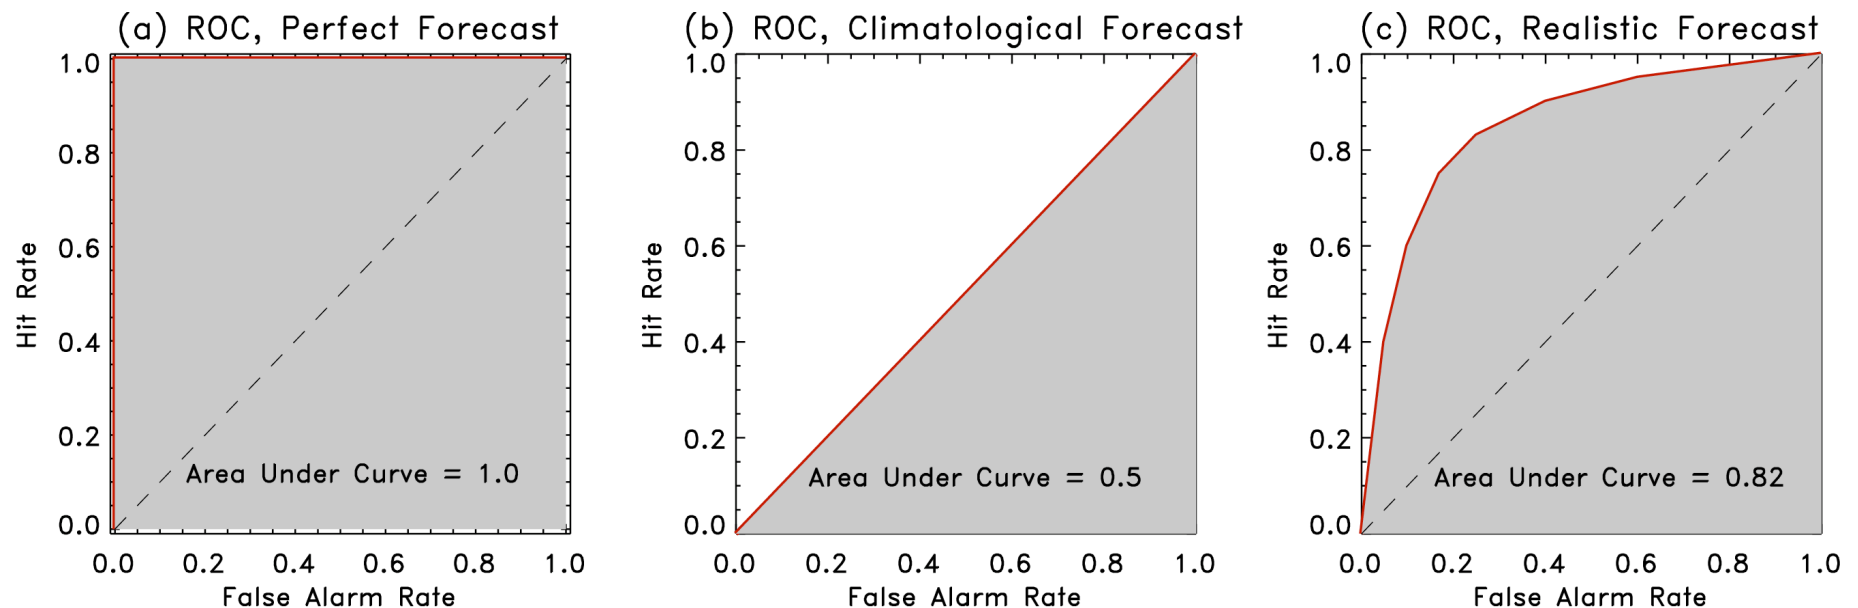 (a) ROC, Perfect Forecast
1.0
0.8
0.6
0.4
0.2
0.0
Hit Rate
Area Under Curve = 1.0
0.0 0.2 0.4 0.6 0.8 1.0
False Alarm Rate
(b) ROC, Climatological Forecast
1.0
0.8
0.6
0.4
0.2
0.0
Hit Rate
Area Under Curve = 0.5
0.0 0.2 0.4 0.6 0.8 1.0
False Alarm Rate
(c) ROC, Realistic Forecast
1.0
0.8
0.6
0.4
0.2
0.0
Hit Rate
Area Under Curve = 0.82
0.0 0.2 0.4 0.6 0.8 1.0
False Alarm Rate